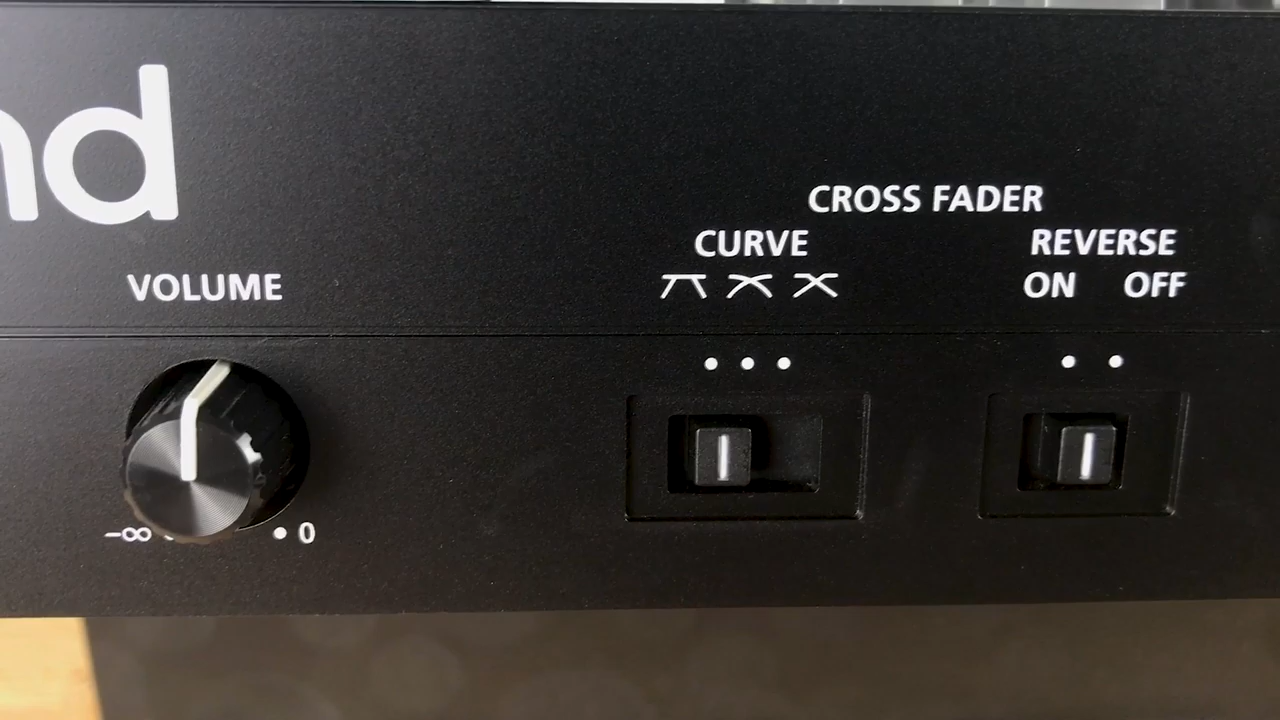 nd
CROSS FADER
CURVE
REVERSE
ON OFF
VOLUME
-∞ 0